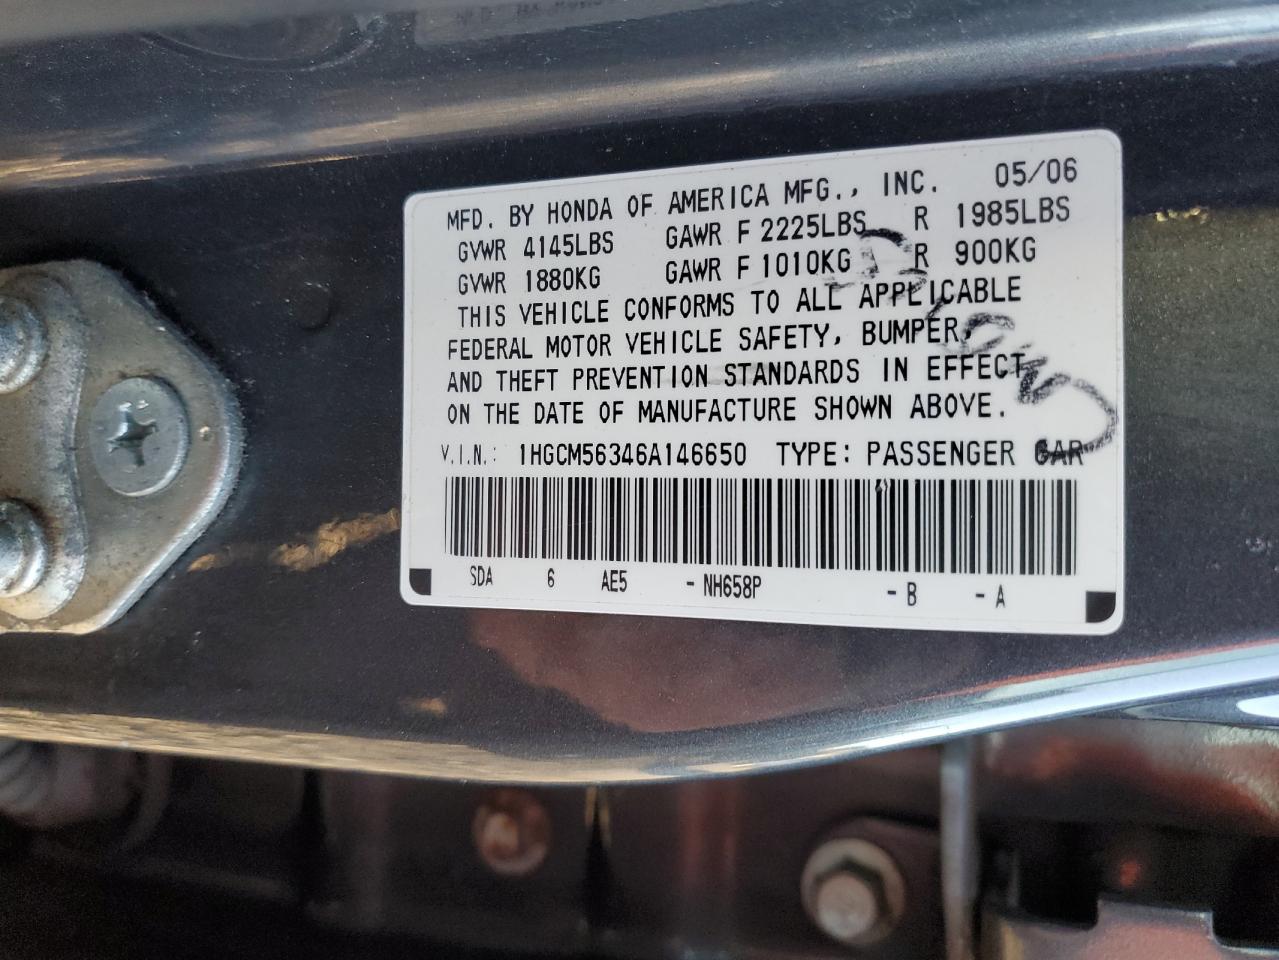 MFD. BY HONDA OF AMERICA MFG., INC. 05/06
GVWR 4145LBS GAWR F 2225LBS R 1985LBS
GVWR 1880KG GAWR F 1010KG R 900KG
THIS VEHICLE CONFORMS TO ALL APPLICABLE
FEDERAL MOTOR VEHICLE SAFETY, BUMPER,
AND THEFT PREVENTION STANDARDS IN EFFECT
ON THE DATE OF MANUFACTURE SHOWN ABOVE.
V.I.N.: 1HGCM56346A146650 TYPE: PASSENGER CAR
SDA 6 AE5 - NH658P - B - A